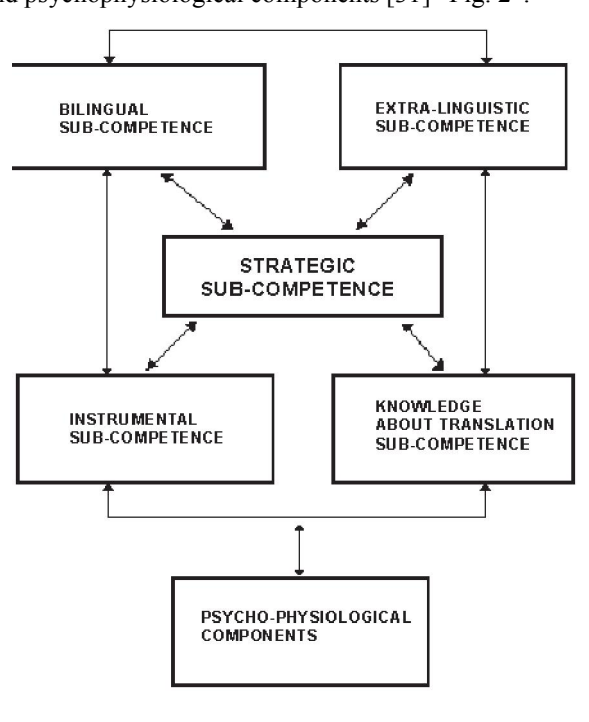 d psychophysiological components [31] "Fig. 2".
BILINGUAL
SUB-COMPETENCE
EXTRA-LINGUISTIC
SUB-COMPETENCE
STRATEGIC
SUB-COMPETENCE
INSTRUMENTAL
SUB-COMPETENCE
KNOWLEDGE
ABOUT TRANSLATION
SUB-COMPETENCE
PSYCHO-PHYSIOLOGICAL
COMPONENTS